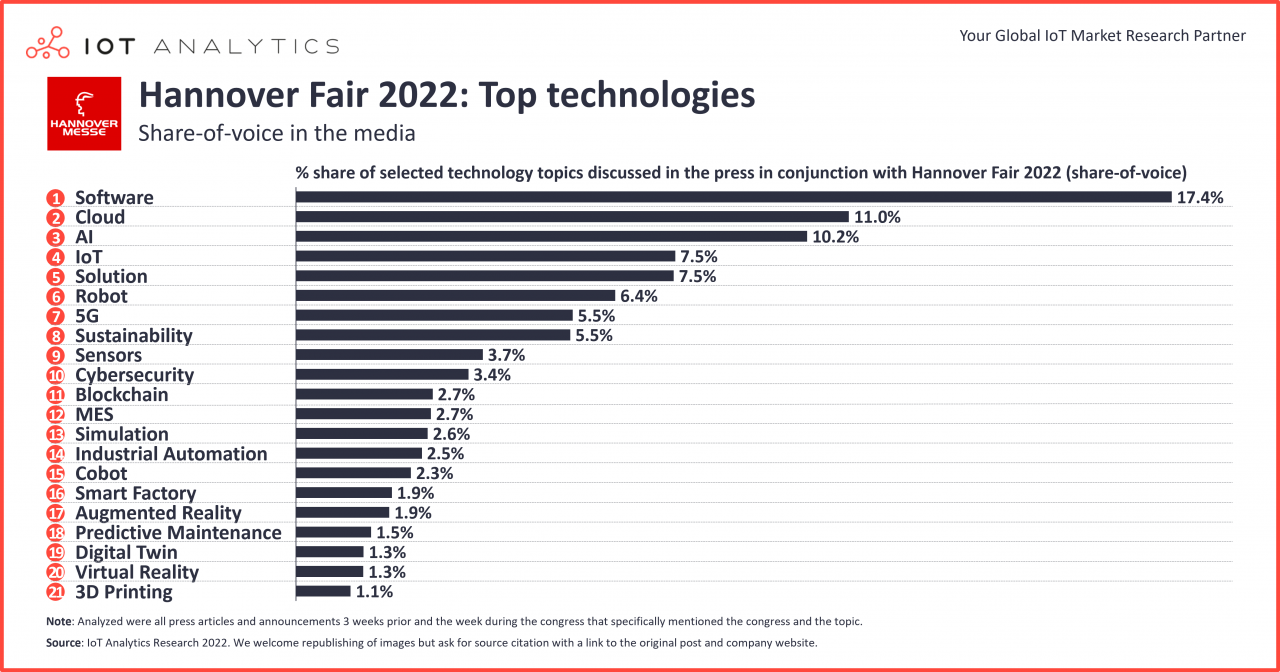 IOT ANALYTICS
Your Global IoT Market Research Partner
HANNOVER
MESSE
Hannover Fair 2022: Top technologies
Share-of-voice in the media
% share of selected technology topics discussed in the press in conjunction with Hannover Fair 2022 (share-of-voice)
1 Software 17.4%
2 Cloud 11.0%
3 AI 10.2%
4 IoT 7.5%
5 Solution 7.5%
6 Robot 6.4%
7 5G 5.5%
8 Sustainability 5.5%
9 Sensors 3.7%
10 Cybersecurity 3.4%
11 Blockchain 2.7%
12 MES 2.7%
13 Simulation 2.6%
14 Industrial Automation 2.5%
15 Cobot 2.3%
16 Smart Factory 1.9%
17 Augmented Reality 1.9%
18 Predictive Maintenance 1.5%
19 Digital Twin 1.3%
20 Virtual Reality 1.3%
21 3D Printing 1.1%
Note: Analyzed were all press articles and announcements 3 weeks prior and the week during the congress that specifically mentioned the congress and the topic.
Source: IoT Analytics Research 2022. We welcome republishing of images but ask for source citation with a link to the original post and company website.